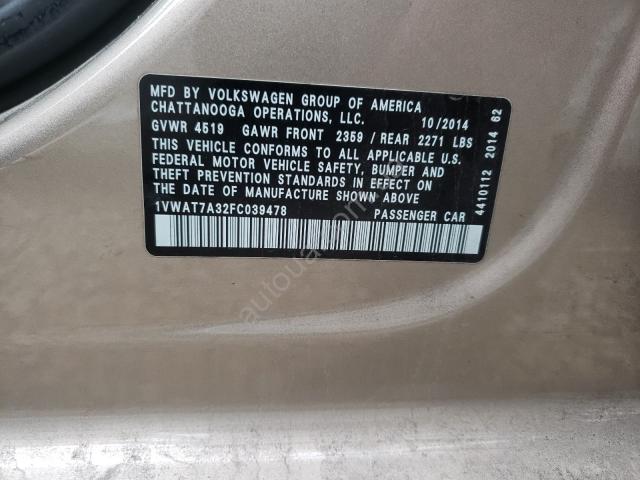 MFD BY VOLKSWAGEN GROUP OF AMERICA
CHATTANOOGA OPERATIONS, LLC. 10/2014
GVWR 4519 GAWR FRONT 2359 / REAR 2271 LBS
THIS VEHICLE CONFORMS TO ALL APPLICABLE U.S.
FEDERAL MOTOR VEHICLE SAFETY, BUMPER AND
THEFT PREVENTION STANDARDS IN EFFECT ON
THE DATE OF MANUFACTURE SHOWN ABOVE
1VWAT7A32FC039478 PASSENGER CAR
4410112 2014 62